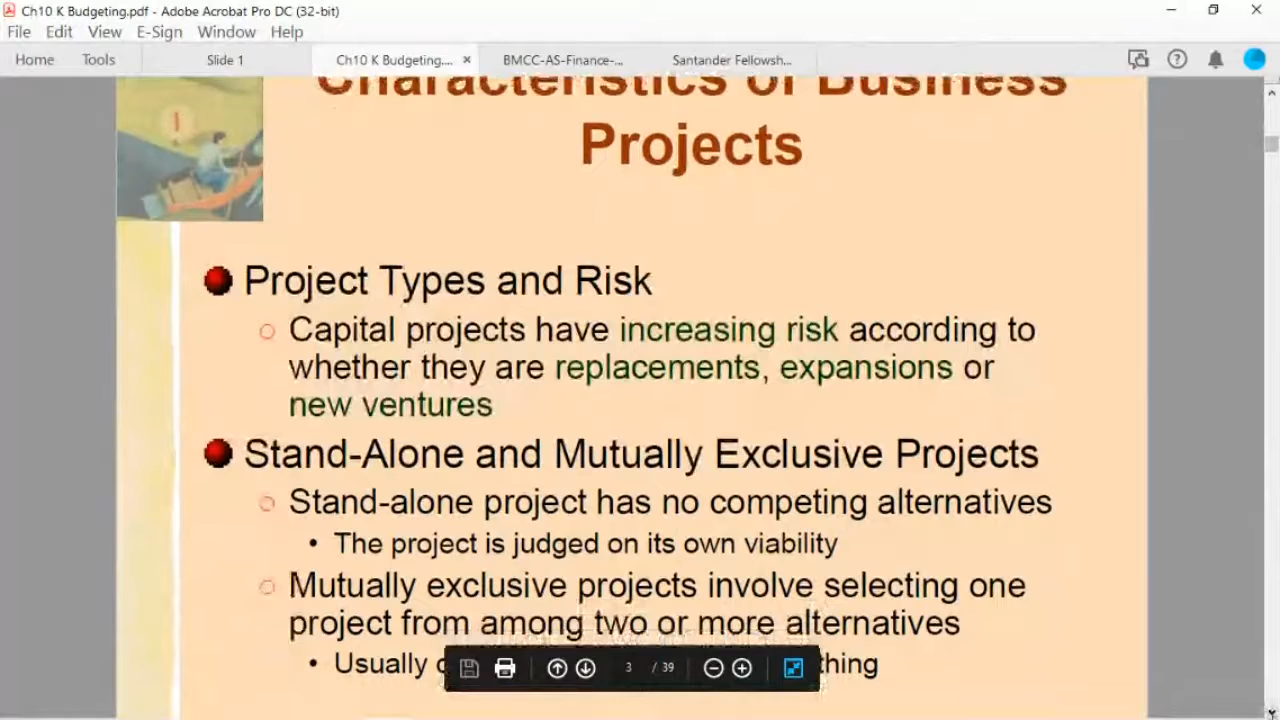 Ch10 K Budgeting.pdf - Adobe Acrobat Pro DC (32-bit)
File Edit View E-Sign Window Help
Home Tools Slide 1 Ch10 K Budgeting.... × BMCC-AS-Finance-... Santander Fellowsh...
Characteristics of Business
Projects
Project Types and Risk
Capital projects have increasing risk according to
whether they are replacements, expansions or
new ventures
Stand-Alone and Mutually Exclusive Projects
Stand-alone project has no competing alternatives
• The project is judged on its own viability
Mutually exclusive projects involve selecting one
project from among two or more alternatives
• Usually
thing
3 / 39